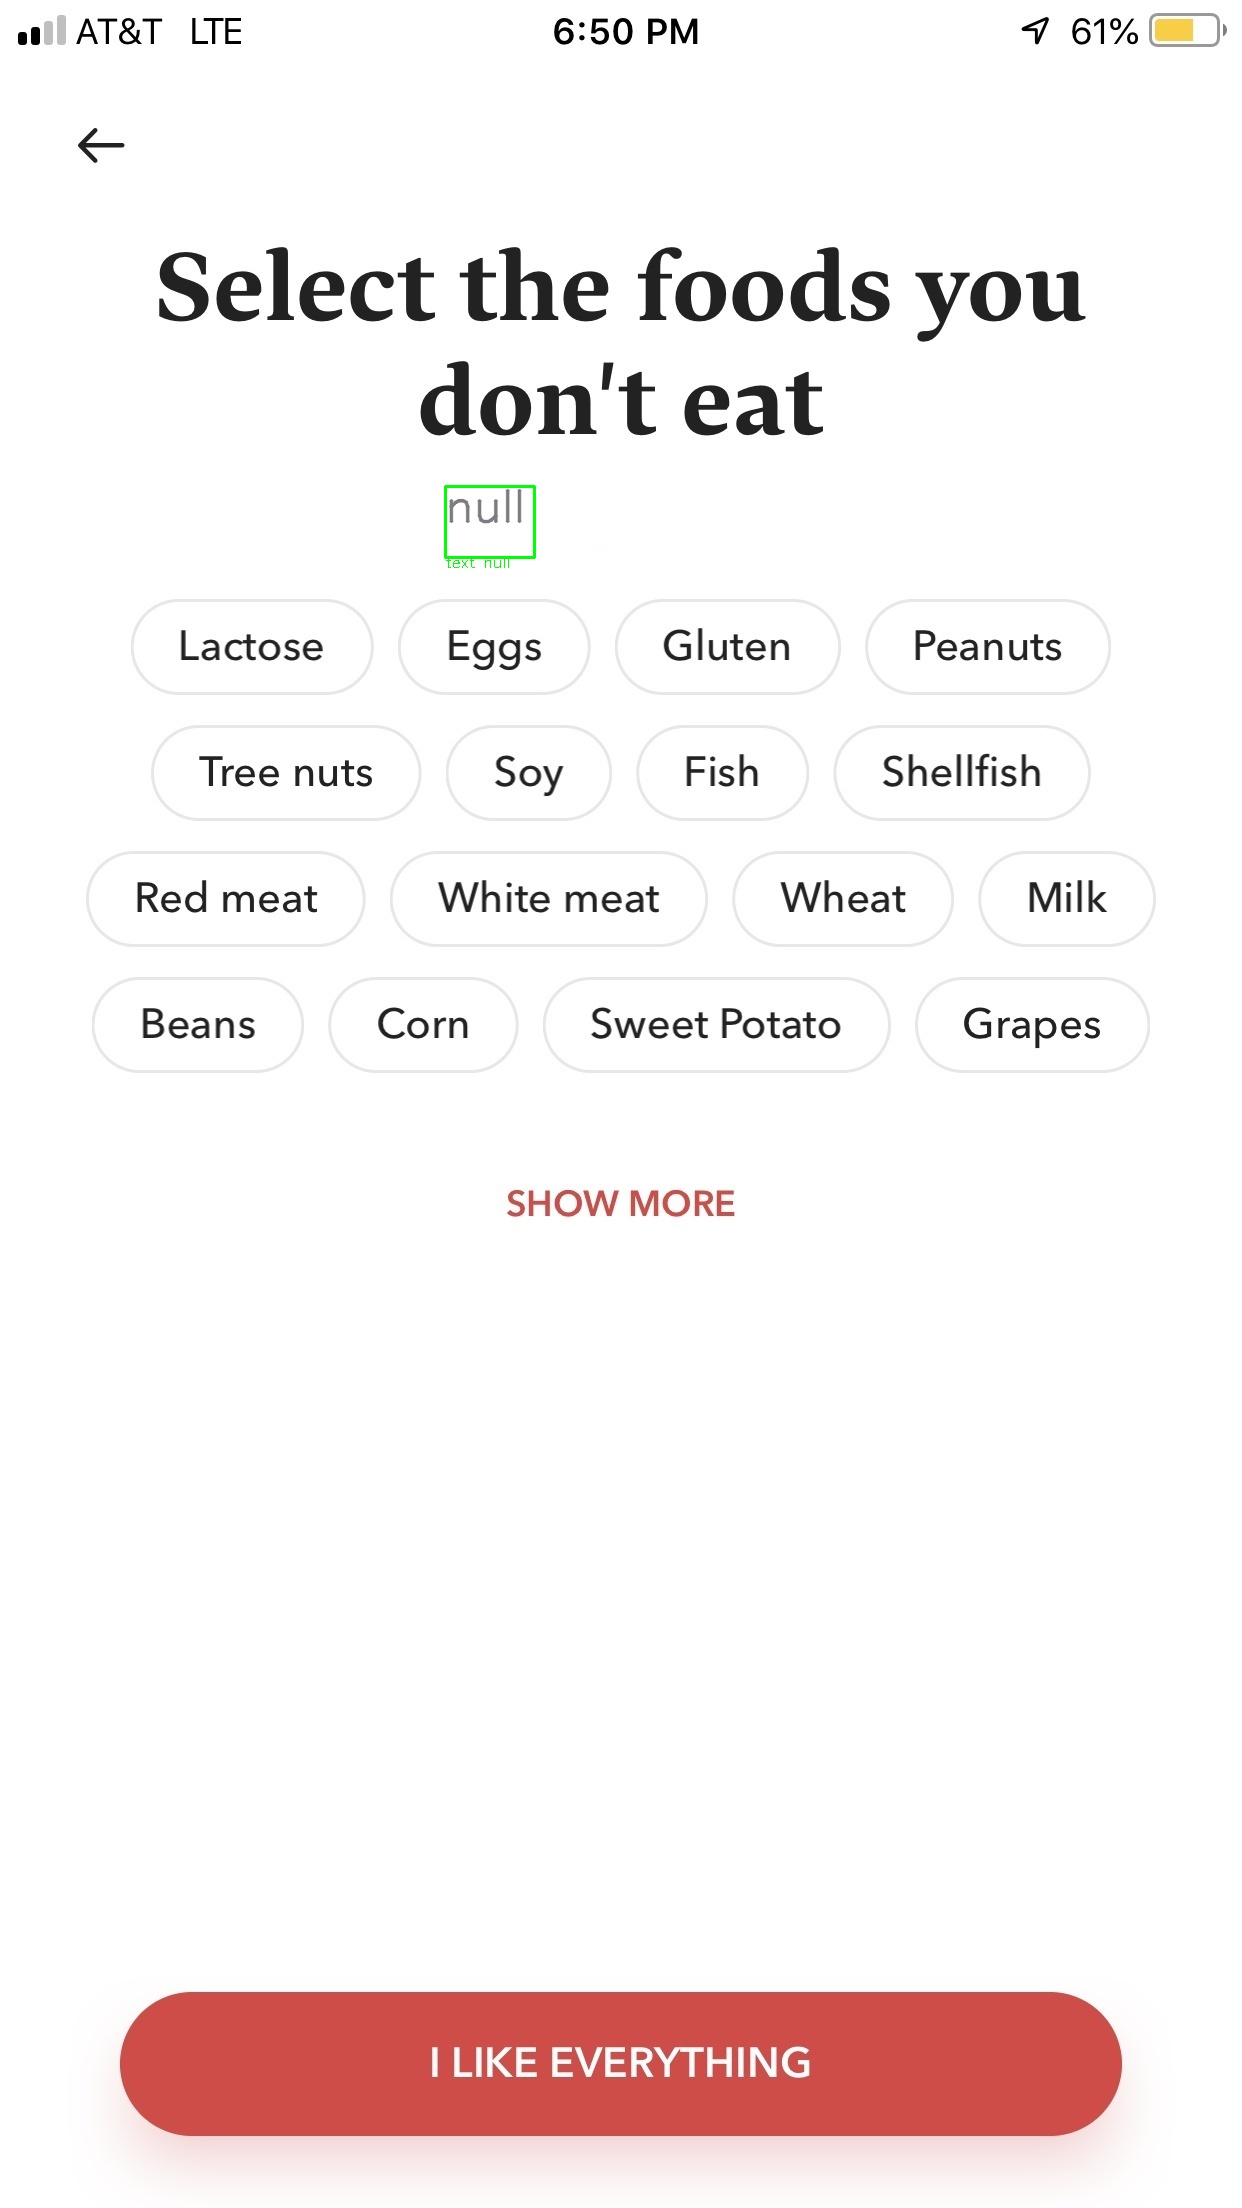 AT&T LTE 6:50 PM 61%
Select the foods you
don't eat
null
text null
Lactose Eggs Gluten Peanuts
Tree nuts Soy Fish Shellfish
Red meat White meat Wheat Milk
Beans Corn Sweet Potato Grapes
SHOW MORE
I LIKE EVERYTHING